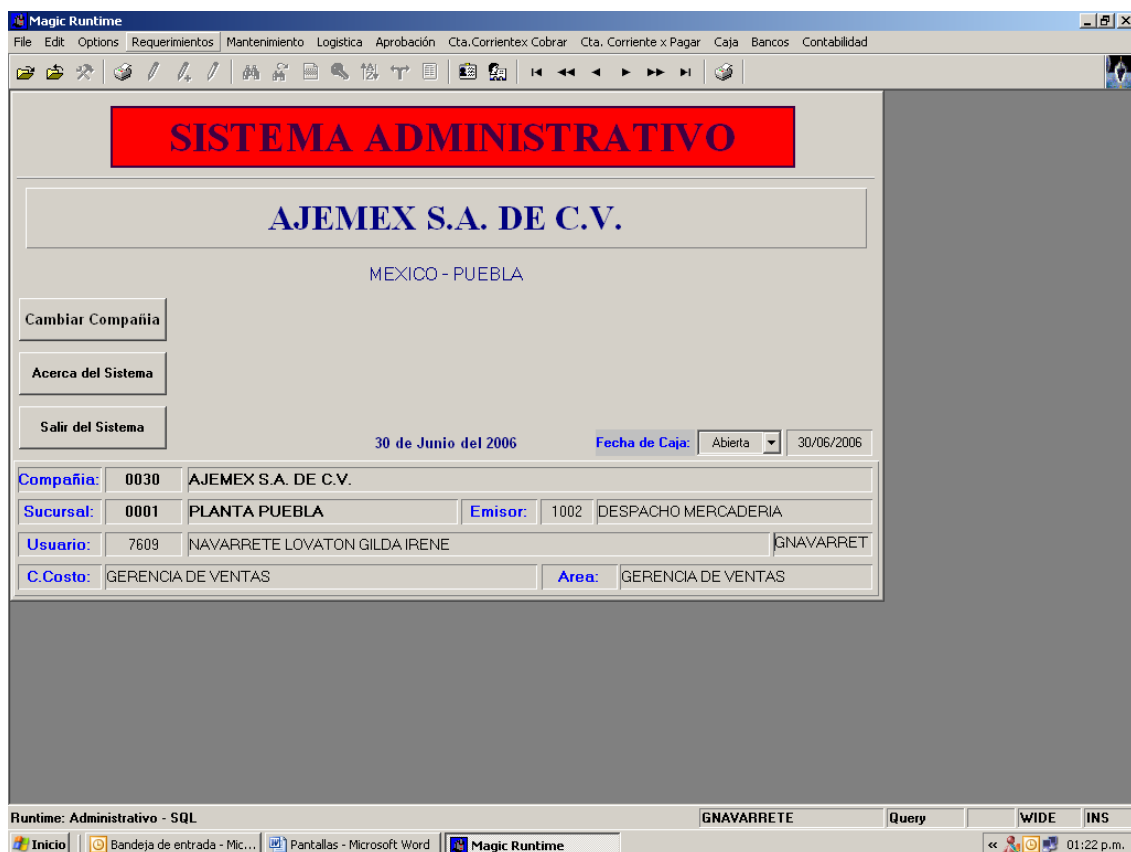 Magic Runtime
File Edit Options Requerimientos Mantenimiento Logistica Aprobación Cta.Corrientex Cobrar Cta. Corriente x Pagar Caja Bancos Contabilidad
SISTEMA ADMINISTRATIVO
AJEMEX S.A. DE C.V.
MEXICO - PUEBLA
Cambiar Compañia
Acerca del Sistema
Salir del Sistema
30 de Junio del 2006 Fecha de Caja: Abierta 30/06/2006
Compañia: 0030 AJEMEX S.A. DE C.V.
Sucursal: 0001 PLANTA PUEBLA Emisor: 1002 DESPACHO MERCADERIA
Usuario: 7609 NAVARRETE LOVATON GILDA IRENE GNAVARRET
C.Costo: GERENCIA DE VENTAS Area: GERENCIA DE VENTAS
Runtime: Administrativo - SQL GNAVARRETE Query WIDE INS
Inicio Bandeja de entrada - Mic... Pantallas - Microsoft Word Magic Runtime « 01:22 p.m.